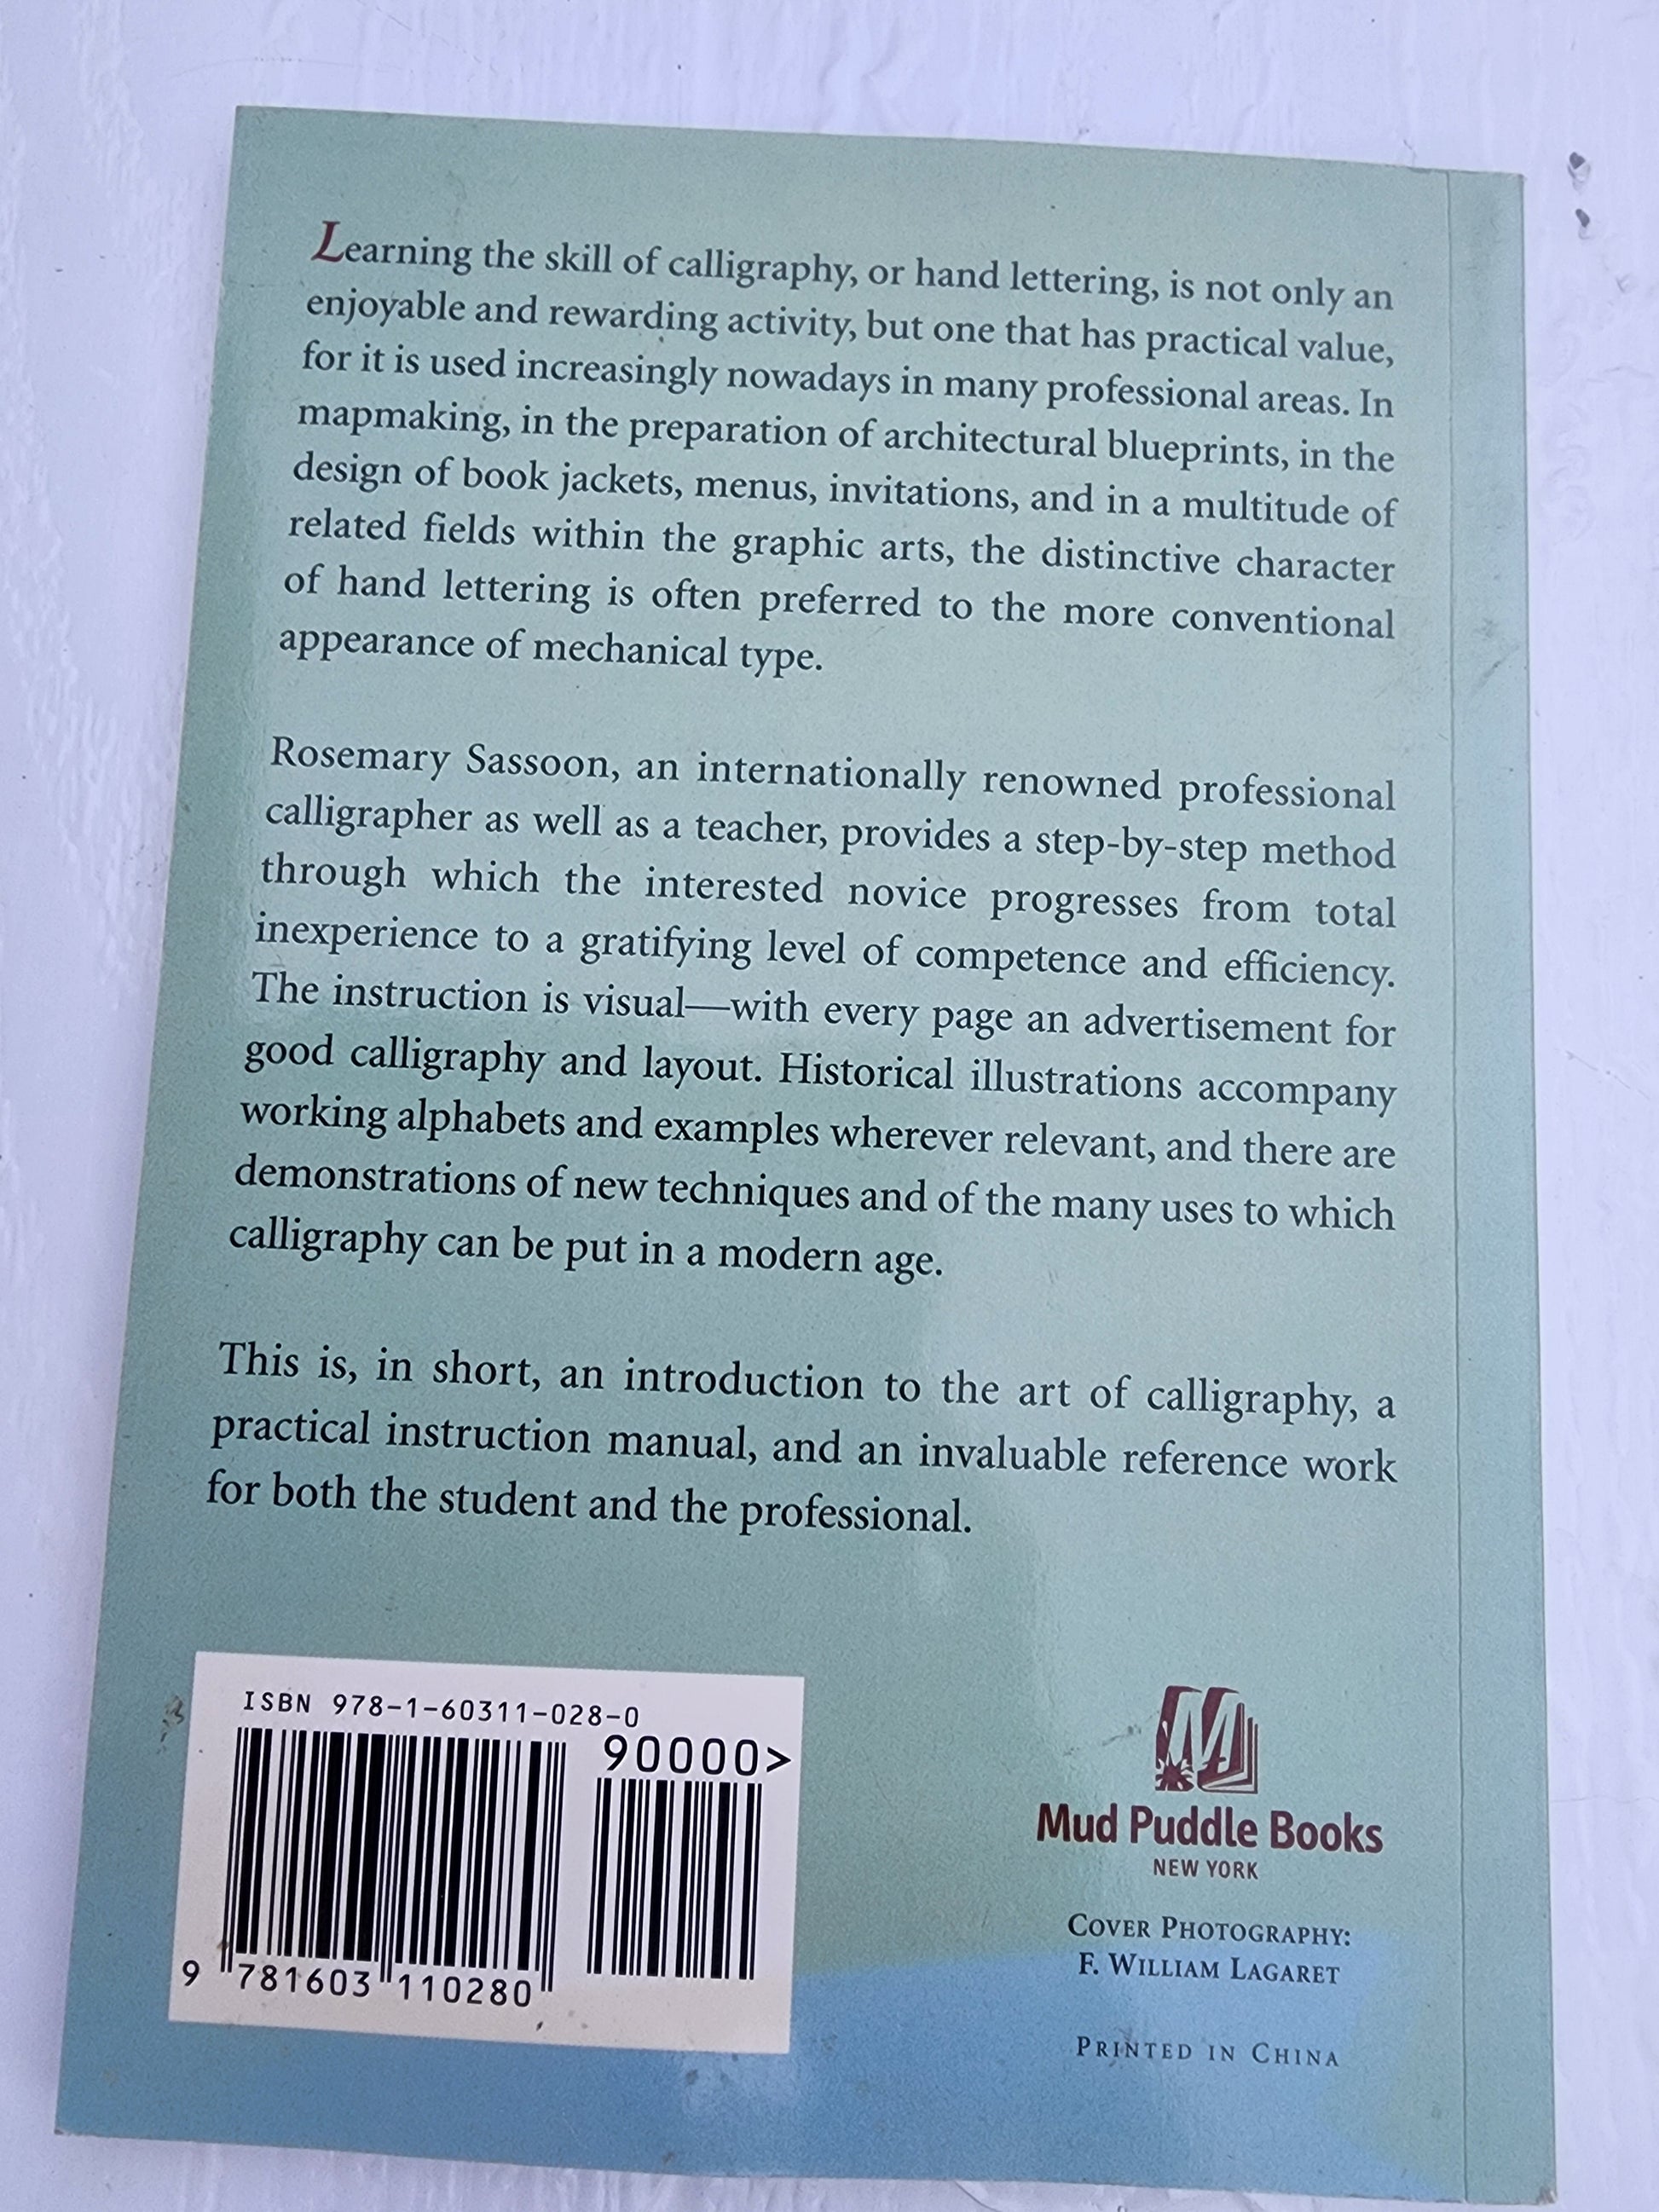 Learning the skill of calligraphy, or hand lettering, is not only an
enjoyable and rewarding activity, but one that has practical value,
for it is used increasingly nowadays in many professional areas. In
mapmaking, in the preparation of architectural blueprints, in the
design of book jackets, menus, invitations, and in a multitude of
related fields within the graphic arts, the distinctive character
of hand lettering is often preferred to the more conventional
appearance of mechanical type.
Rosemary Sassoon, an internationally renowned professional
calligrapher as well as a teacher, provides a step-by-step method
through which the interested novice progresses from total
inexperience to a gratifying level of competence and efficiency.
The instruction is visual—with every page an advertisement for
good calligraphy and layout. Historical illustrations accompany
working alphabets and examples wherever relevant, and there are
demonstrations of new techniques and of the many uses to which
calligraphy can be put in a modern age.
This is, in short, an introduction to the art of calligraphy, a
practical instruction manual, and an invaluable reference work
for both the student and the professional.
ISBN 978-1-60311-028-0
90000>
9 781603 110280
M
Mud Puddle Books
NEW YORK
COVER PHOTOGRAPHY:
F. WILLIAM LAGARET
PRINTED IN CHINA